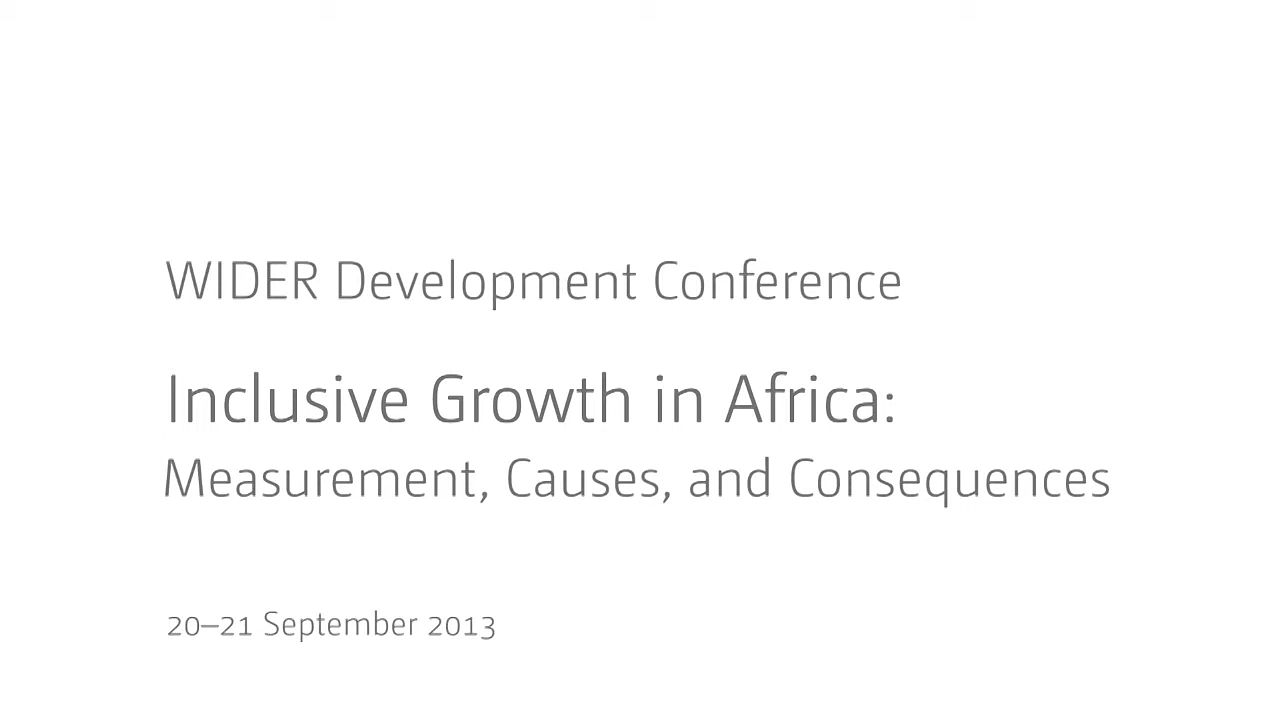 WIDER Development Conference
Inclusive Growth in Africa:
Measurement, Causes, and Consequences
20–21 September 2013